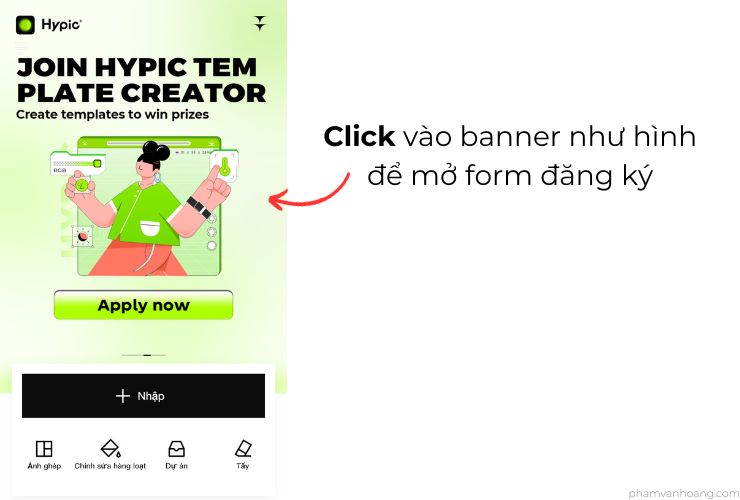 Hypic
JOIN HYPIC TEM
PLATE CREATOR
Create templates to win prizes
Click vào banner như hình
để mở form đăng ký
Apply now
Nhập
Ảnh ghép
Chỉnh sửa hàng loạt
Dự án
Tẩy
phamvanhoang.com